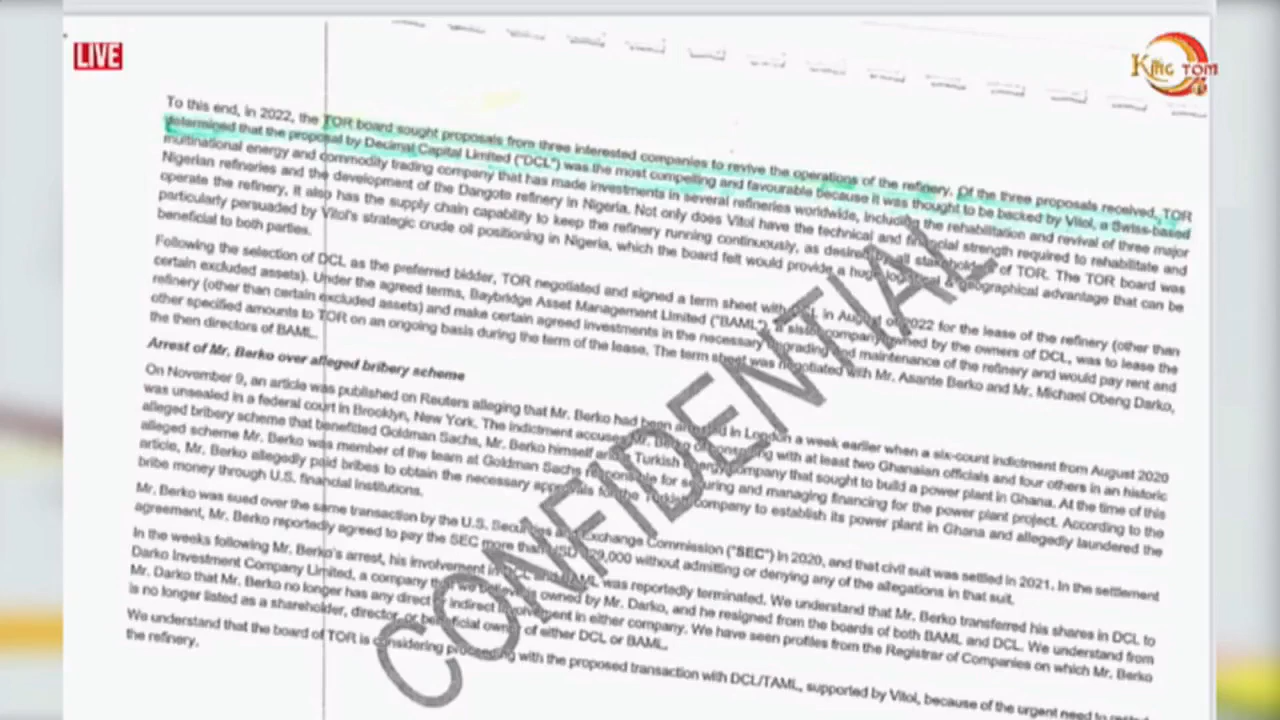 LIVE
KING TOM
To this end, in 2022, the TOR board sought proposals from three interested companies to revive the operations of the refinery. Of the three proposals received, TOR
determined that the proposal by Decimal Capital Limited ("DCL") was the most compelling and favourable because it was thought to be backed by Vitol, a Swiss-based
multinational energy and commodity trading company that has made investments in several refineries worldwide, including the rehabilitation and revival of three major
Nigerian refineries and the development of the Dangote refinery in Nigeria. Not only does Vitol have the technical and financial strength required to rehabilitate and
operate the refinery, it also has the supply chain capability to keep the refinery running continuously, as desired by all stakeholders of TOR. The TOR board was
particularly persuaded by Vitol's strategic crude oil positioning in Nigeria, which the board felt would provide a huge & geographical advantage that can be
beneficial to both parties.
Following the selection of DCL as the preferred bidder, TOR negotiated and signed a term sheet with DCL in August of 2022 for the lease of the refinery (other than
certain excluded assets). Under the agreed terms, Baybridge Asset Management Limited ("BAML"), a sister company owned by the owners of DCL, was to lease the
refinery (other than certain excluded assets) and make certain agreed investments in the necessary upgrading and maintenance of the refinery and would pay rent and
other specified amounts to TOR on an ongoing basis during the term of the lease. The term sheet was negotiated with Mr. Asante Berko and Mr. Michael Obeng Darko,
the then directors of BAML.
Arrest of Mr. Berko over alleged bribery scheme
On November 9, an article was published on Reuters alleging that Mr. Berko had been arrested in London a week earlier when a six-count indictment from August 2020
was unsealed in a federal court in Brooklyn, New York. The indictment accuses Mr. Berko of conspiring with at least two Ghanaian officials and four others in an historic
alleged bribery scheme that benefitted Goldman Sachs, Mr. Berko himself and a Turkish energy company that sought to build a power plant in Ghana. At the time of this
alleged scheme Mr. Berko was member of the team at Goldman Sachs responsible for securing and managing financing for the power plant project. According to the
article, Mr. Berko allegedly paid bribes to obtain the necessary approvals for the Turkish company to establish its power plant in Ghana and allegedly laundered the
bribe money through U.S. financial institutions.
Mr. Berko was sued over the same transaction by the U.S. Securities and Exchange Commission ("SEC") in 2020, and that civil suit was settled in 2021. In the settlement
agreement, Mr. Berko reportedly agreed to pay the SEC more than USD 329,000 without admitting or denying any of the allegations in that suit.
In the weeks following Mr. Berko's arrest, his involvement in DCL and BAML was reportedly terminated. We understand that Mr. Berko transferred his shares in DCL to
Darko Investment Company Limited, a company that we believe is owned by Mr. Darko, and he resigned from the boards of both BAML and DCL. We understand from
Mr. Darko that Mr. Berko no longer has any direct or indirect involvement in either company. We have seen profiles from the Registrar of Companies on which Mr. Berko
is no longer listed as a shareholder, director, or beneficial owner of either DCL or BAML.
We understand that the board of TOR is considering proceeding with the proposed transaction with DCL/TAML, supported by Vitol, because of the urgent need to
the refinery.
CONFIDENTIAL